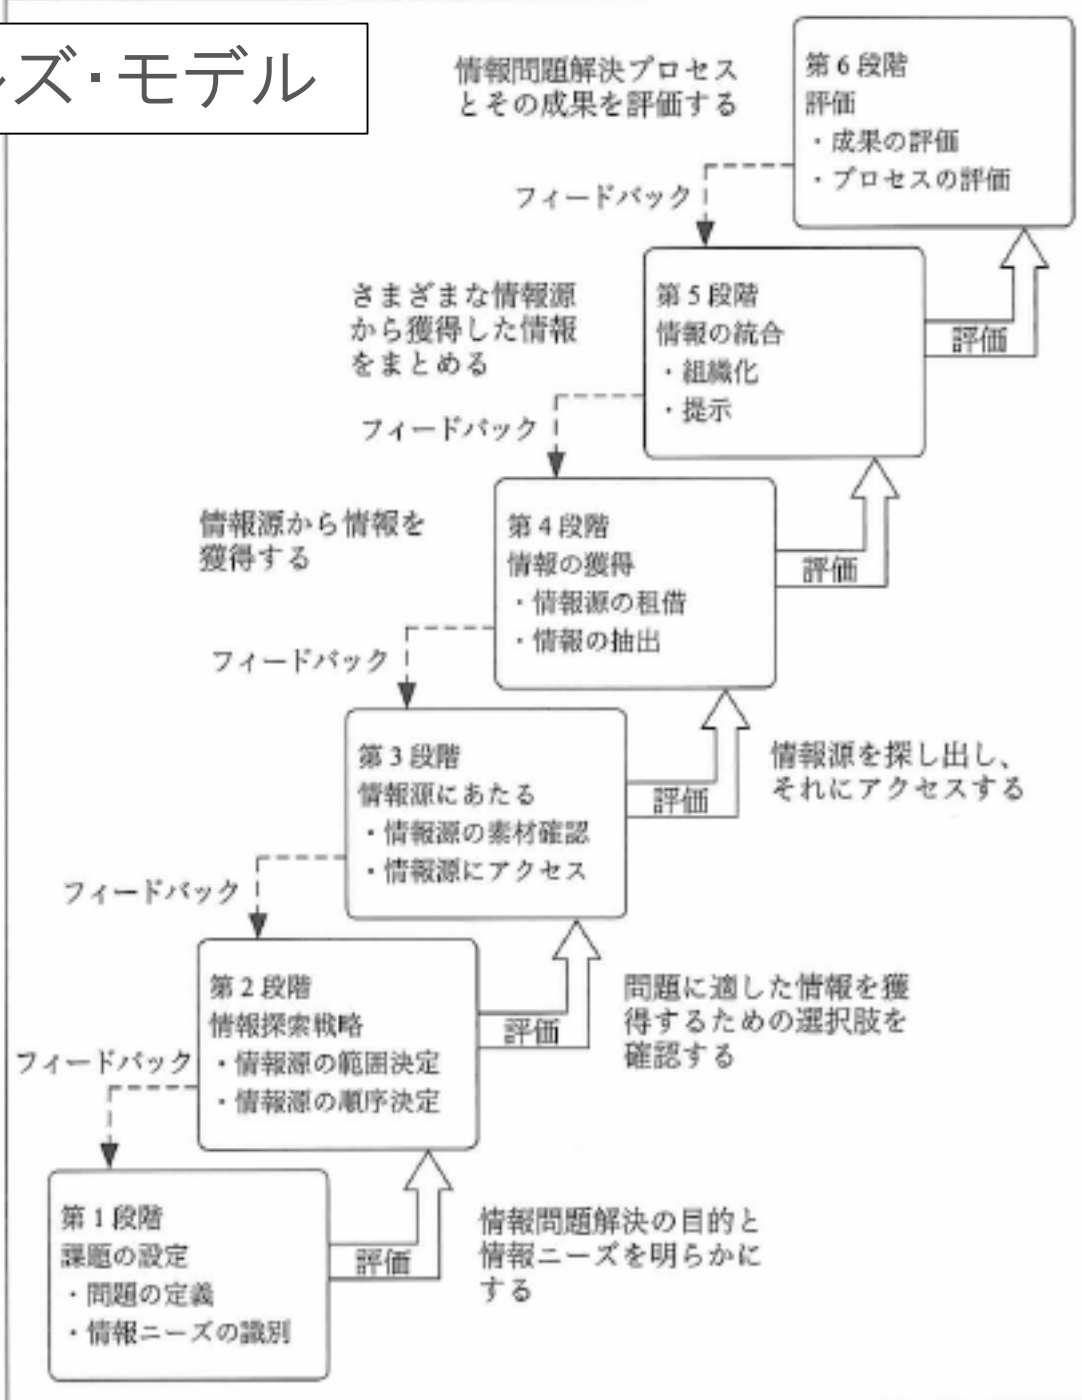 ルズ・モデル
情報問題解決プロセス
とその成果を評価する
第6段階
評価
・成果の評価
・プロセスの評価
フィードバック
さまざまな情報源
から獲得した情報
をまとめる
第5段階
情報の統合
・組織化
・提示
評価
フィードバック
情報源から情報を
獲得する
第4段階
情報の獲得
・情報源の租借
・情報の抽出
評価
フィードバック
第3段階
情報源にあたる
・情報源の素材確認
・情報源にアクセス
評価
情報源を探し出し、
それにアクセスする
フィードバック
第2段階
情報探索戦略
・情報源の範囲決定
・情報源の順序決定
評価
問題に適した情報を獲
得するための選択肢を
確認する
フィードバック
第1段階
課題の設定
・問題の定義
・情報ニーズの識別
評価
情報問題解決の目的と
情報ニーズを明らかに
する